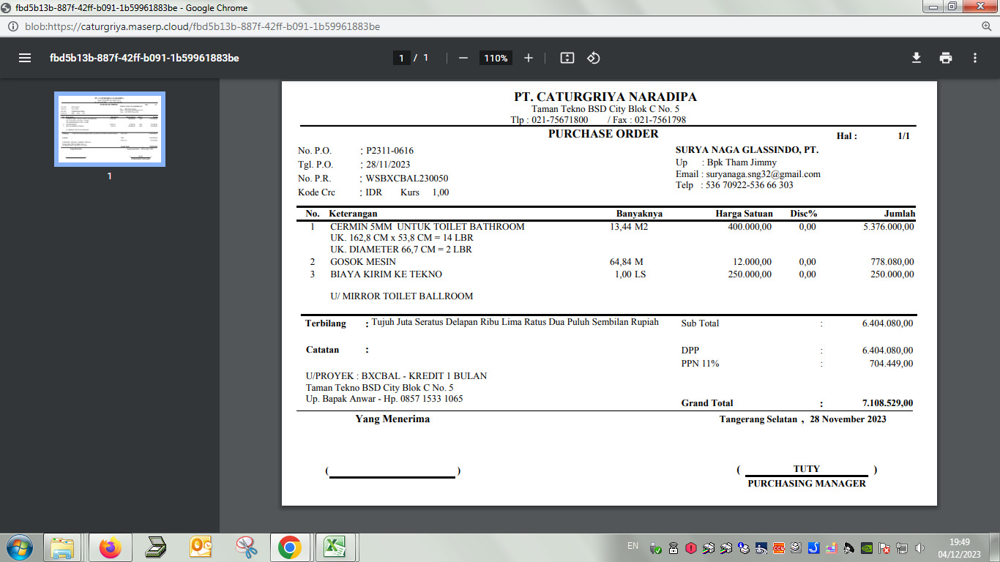 fbd5b13b-887f-42ff-b091-1b59961883be - Google Chrome
blob:https://caturgriya.maserp.cloud/fbd5b13b-887f-42ff-b091-1b59961883be
fbd5b13b-887f-42ff-b091-1b59961883be 1 / 1 110%
1
PT. CATURGRIYA NARADIPA
Taman Tekno BSD City Blok C No. 5
Tlp : 021-75671800 / Fax : 021-7561798
PURCHASE ORDER
Hal : 1/1
No. P.O. : P2311-0616
Tgl. P.O. : 28/11/2023
No. P.R. : WSBXCBAL230050
Kode Crc : IDR Kurs 1,00
SURYA NAGA GLASSINDO, PT.
Up : Bpk Tham Jimmy
Email : suryanaga.sng32@gmail.com
Telp : 536 70922-536 66 303
No. Keterangan Banyaknya Harga Satuan Disc% Jumlah
1 CERMIN 5MM UNTUK TOILET BATHROOM 13,44 M2 400.000,00 0,00 5.376.000,00
UK. 162,8 CM x 53,8 CM = 14 LBR
UK. DIAMETER 66,7 CM = 2 LBR
2 GOSOK MESIN 64,84 M 12.000,00 0,00 778.080,00
3 BIAYA KIRIM KE TEKNO 1,00 LS 250.000,00 0,00 250.000,00
U/ MIRROR TOILET BALLROOM
Terbilang : Tujuh Juta Seratus Delapan Ribu Lima Ratus Dua Puluh Sembilan Rupiah
Catatan :
U/PROYEK : BXCBAL - KREDIT 1 BULAN
Taman Tekno BSD City Blok C No. 5
Up. Bapak Anwar - Hp. 0857 1533 1065
Sub Total : 6.404.080,00
DPP : 6.404.080,00
PPN 11% : 704.449,00
Grand Total : 7.108.529,00
Yang Menerima
Tangerang Selatan , 28 November 2023
( )
( TUTY )
PURCHASING MANAGER
EN
19:49
04/12/2023